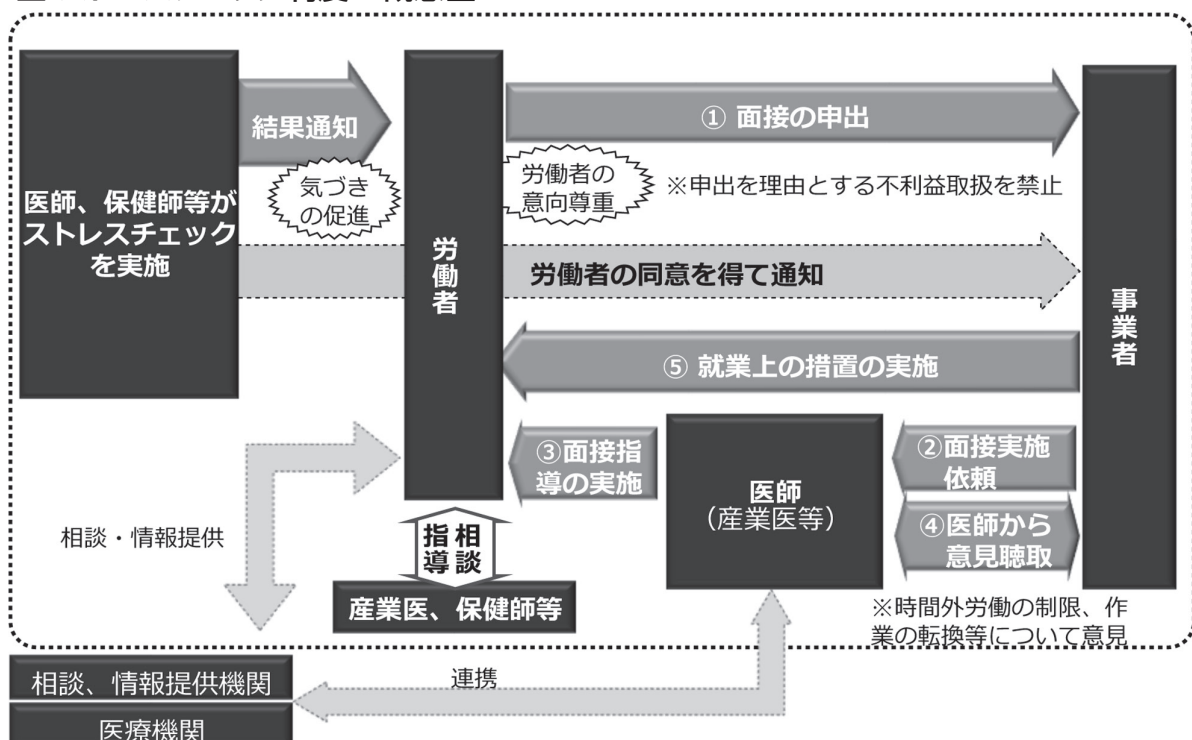 医師、保健師等が
ストレスチェック
を実施
結果通知
気づき
の促進
労働者
① 面接の申出
労働者の
意向尊重
※申出を理由とする不利益取扱を禁止
労働者の同意を得て通知
事業者
⑤ 就業上の措置の実施
③面接指
導の実施
医師
（産業医等）
②面接実施
依頼
④医師から
意見聴取
※時間外労働の制限、作
業の転換等について意見
相談・情報提供
相談
指導
産業医、保健師等
連携
相談、情報提供機関
医療機関